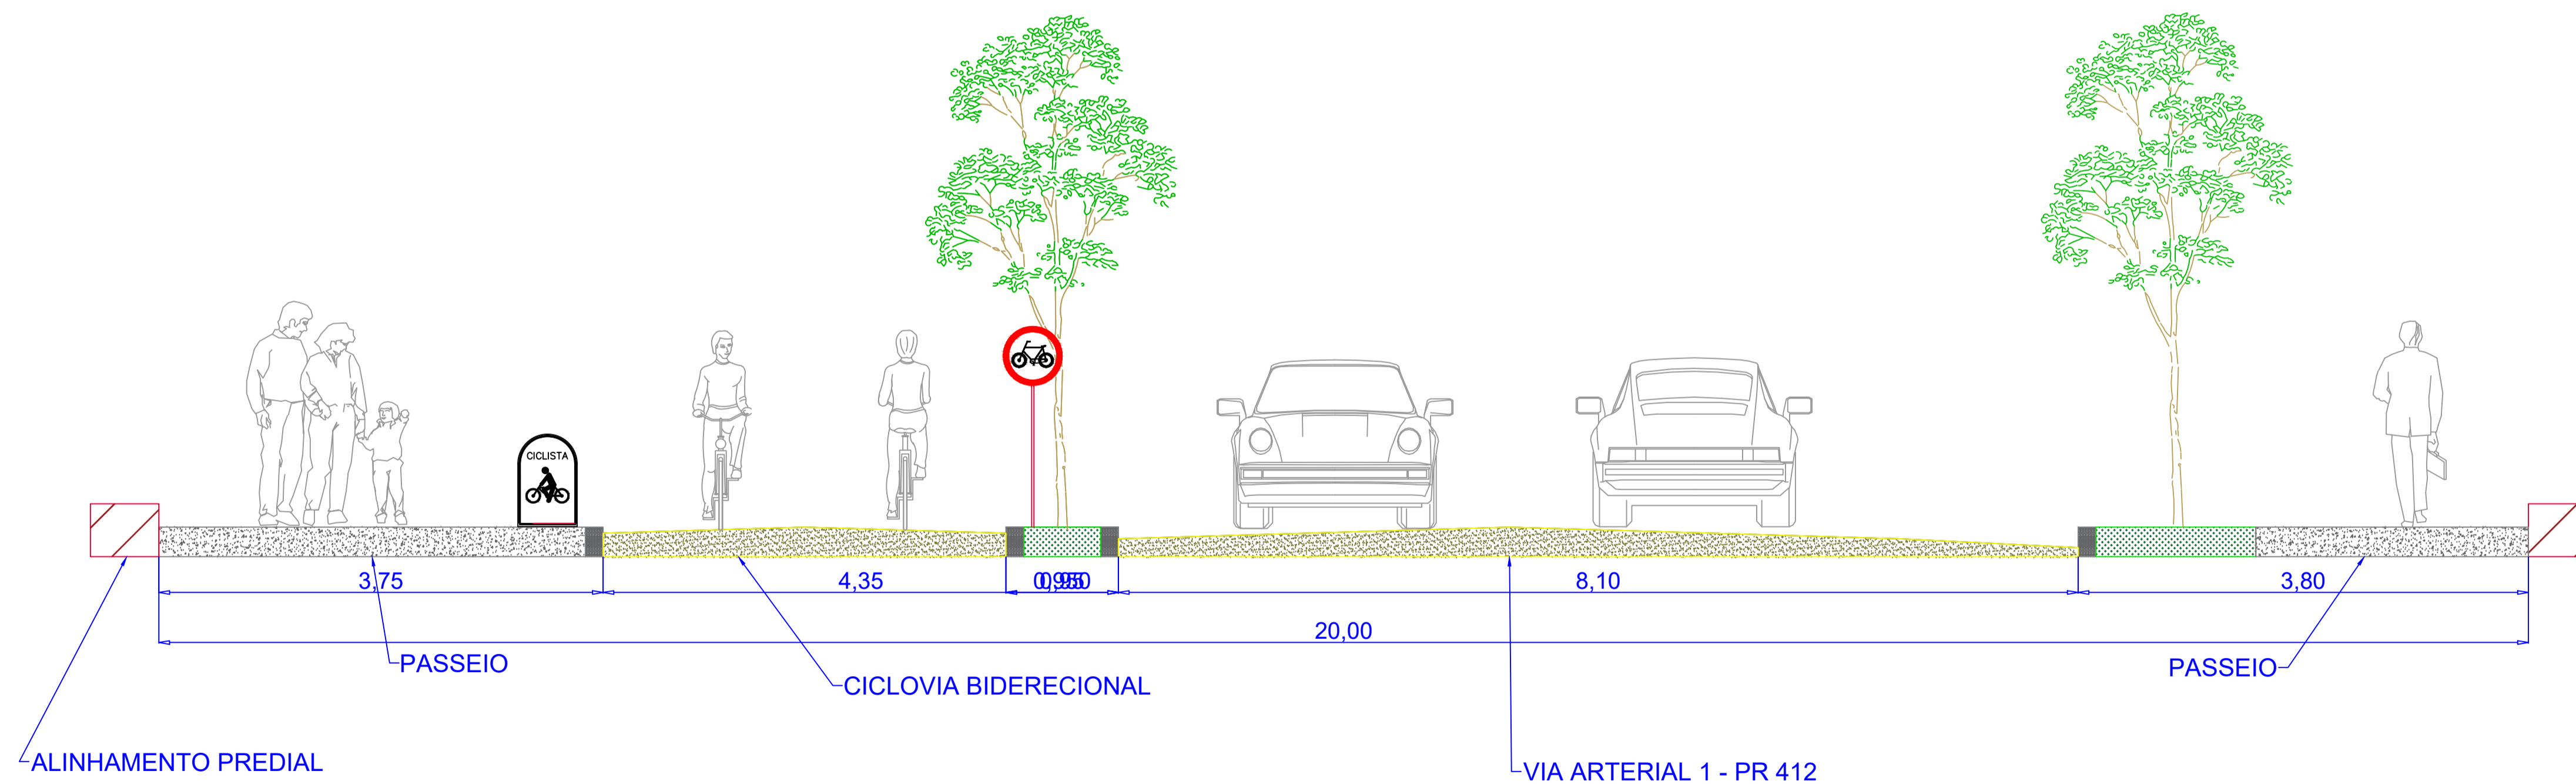 CICLISTA
3,75
4,35
8,10
3,80
20,00
PASSEIO
PASSEIO
CICLOVIA BIDERECIONAL
ALINHAMENTO PREDIAL
VIA ARTERIAL 1 - PR 412